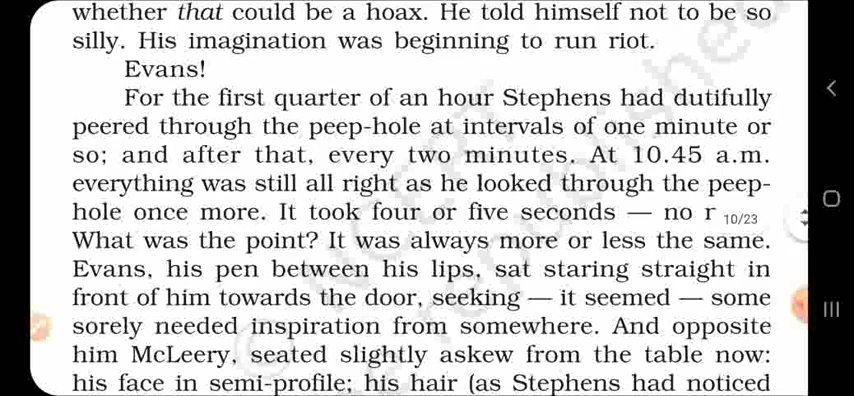 whether that could be a hoax. He told himself not to be so
silly. His imagination was beginning to run riot.
Evans!
For the first quarter of an hour Stephens had dutifully
peered through the peep-hole at intervals of one minute or
so; and after that, every two minutes. At 10.45 a.m.
everything was still all right as he looked through the peep-
hole once more. It took four or five seconds — no r 10/23
What was the point? It was always more or less the same.
Evans, his pen between his lips, sat staring straight in
front of him towards the door, seeking — it seemed — some
sorely needed inspiration from somewhere. And opposite
him McLeery, seated slightly askew from the table now:
his face in semi-profile; his hair (as Stephens had noticed